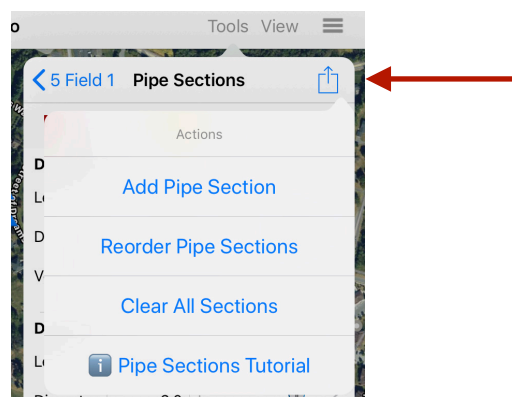 o Tools View
5 Field 1 Pipe Sections
Actions
D
Add Pipe Section
L
D
Reorder Pipe Sections
V
Clear All Sections
D
L
Pipe Sections Tutorial